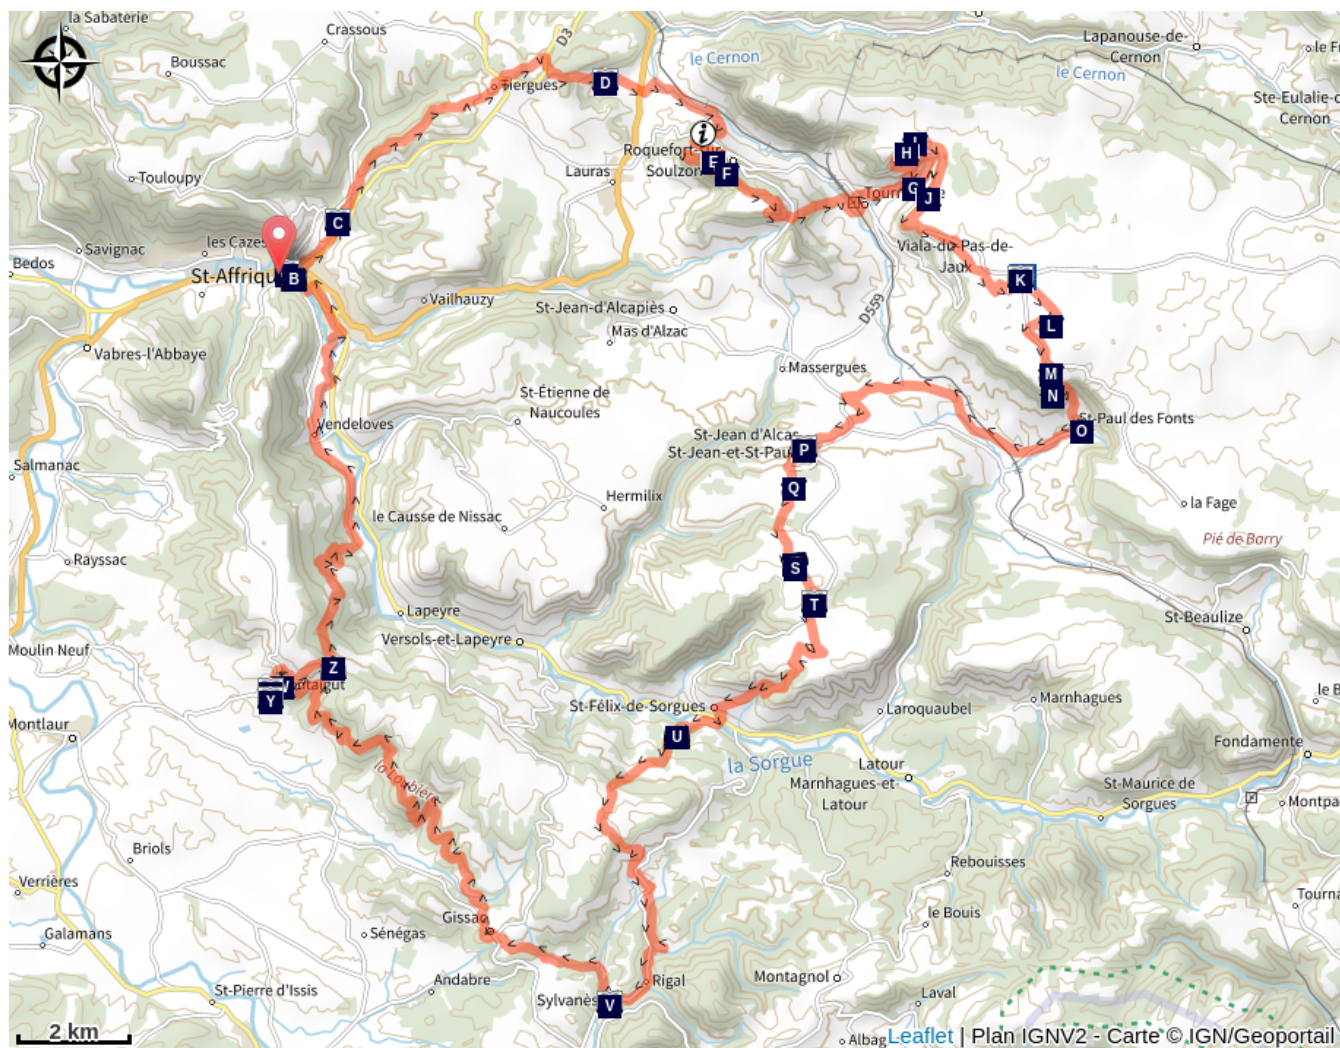 la Sabaterie
Crassous
D3
Boussac
le Cernon
Lapanouse-de-
Cernon
le Cernon
Ste-Eulalie-
Cernon
Tiergues
D
i
Roquefort-
Soulzon
E
F
Lauras
Touloupy
H
G
J
C
Savignac
les Cazes
Bedos
St-Affriqu
B
Viala-du-Pas-de-
Jaux
K
Vailhauzy
St-Jean-d'Alcapiès
D559
L
Mas d'Alzac
Vabres-l'Abbaye
Massergues
M
N
St-Étienne de
Naucoules
St-Paul des Fonts
O
Vendeloves
St-Jean d'Alcas
St-Jean-et-St-Pau
P
Salmanac
Q
Hermilix
la Fage
le Causse de Nissac
Pié de Barry
Rayssac
S
T
Lapeyre
St-Beaulize
Versols-et-Lapeyre
Moulin Neuf
Z
Y
Marnhagues
St-Félix-de-Sorgues
Laroquaubel
Montlaur
U
Fondamente
la Sorgue
Latour
Marnhagues-et-
Latour
St-Maurice de
Sorgues
Briols
Rebouisses
Verrières
le Bouis
Gissac
Sénégas
Galamans
Andabre
Rigal
Montagnol
St-Pierre d'Issis
Sylvanès
V
Laval
2 km
Leaflet | Plan IGNV2 - Carte © IGN/Geoportail